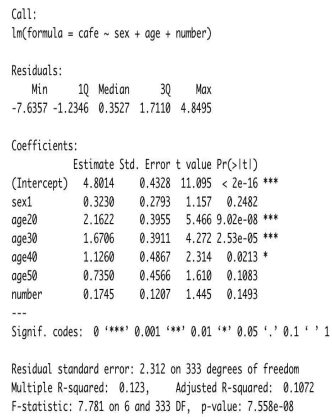 Call:
lm(formula = cafe ~ sex + age + number)
Residuals:
Min 1Q Median 3Q Max
-7.6357 -1.2346 0.3527 1.7110 4.8495
Coefficients:
Estimate Std. Error t value Pr(>|t|)
(Intercept) 4.8014 0.4328 11.095 < 2e-16 ***
sex1 0.3230 0.2793 1.157 0.2482
age20 2.1622 0.3955 5.466 9.02e-08 ***
age30 1.6706 0.3911 4.272 2.53e-05 ***
age40 1.1260 0.4867 2.314 0.0213 *
age50 0.7350 0.4566 1.610 0.1083
number 0.1745 0.1207 1.445 0.1493
---
Signif. codes: 0 ‘***’ 0.001 ‘**’ 0.01 ‘*’ 0.05 ‘.’ 0.1 ‘ ’ 1
Residual standard error: 2.312 on 333 degrees of freedom
Multiple R-squared: 0.123, Adjusted R-squared: 0.1072
F-statistic: 7.781 on 6 and 333 DF, p-value: 7.558e-08